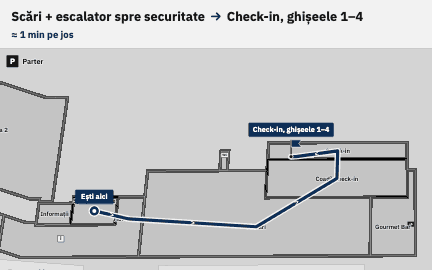 Scări + escalator spre securitate → Check-in, ghișeele 1–4
≈ 1 min pe jos
P Parter
Check-in, ghișeele 1–4
Ești aici
Informații
Gourmet Bar